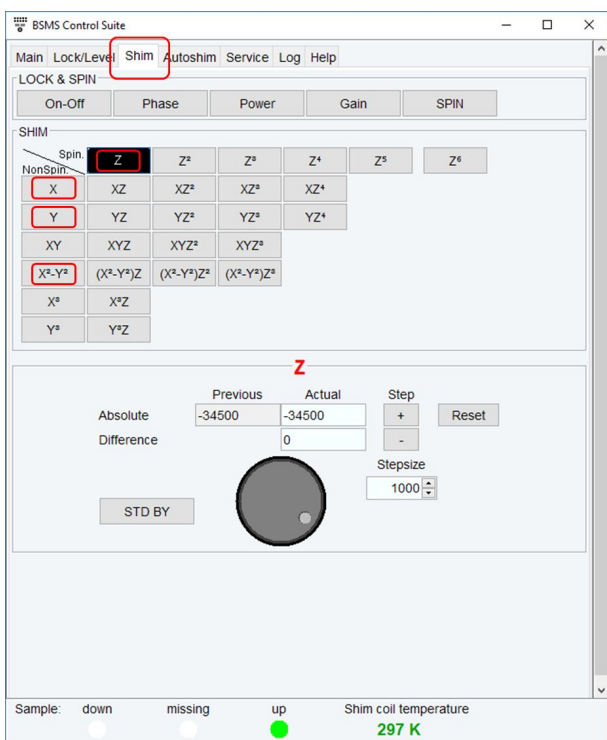 BSMS Control Suite
Main Lock/Level Shim Autoshim Service Log Help
LOCK & SPIN
On-Off Phase Power Gain SPIN
SHIM
Spin. Z Z² Z³ Z⁴ Z⁵ Z⁶
NonSpin.
X XZ XZ² XZ³ XZ⁴
Y YZ YZ² YZ³ YZ⁴
XY XYZ XYZ² XYZ³
X²-Y² (X²-Y²)Z (X²-Y²)Z² (X²-Y²)Z³
X³ X³Z
Y³ Y³Z
Z
Previous Actual Step
Absolute -34500 -34500 + Reset
Difference 0 -
Stepsize
1000
STD BY
Sample: down missing up Shim coil temperature
297 K